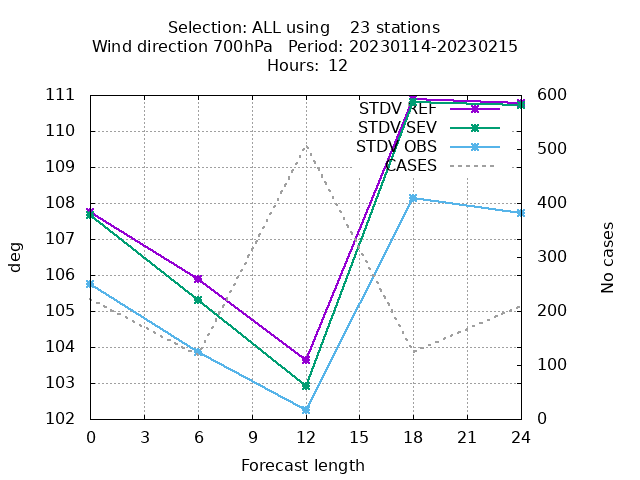 Selection: ALL using    23 stations
Wind direction 700hPa   Period: 20230114-20230215
Hours: 12
STDV REF
STDV SEV
STDV OBS
CASES
deg
111
110
109
108
107
106
105
104
103
102
No cases
600
500
400
300
200
100
0
0 3 6 9 12 15 18 21 24
Forecast length